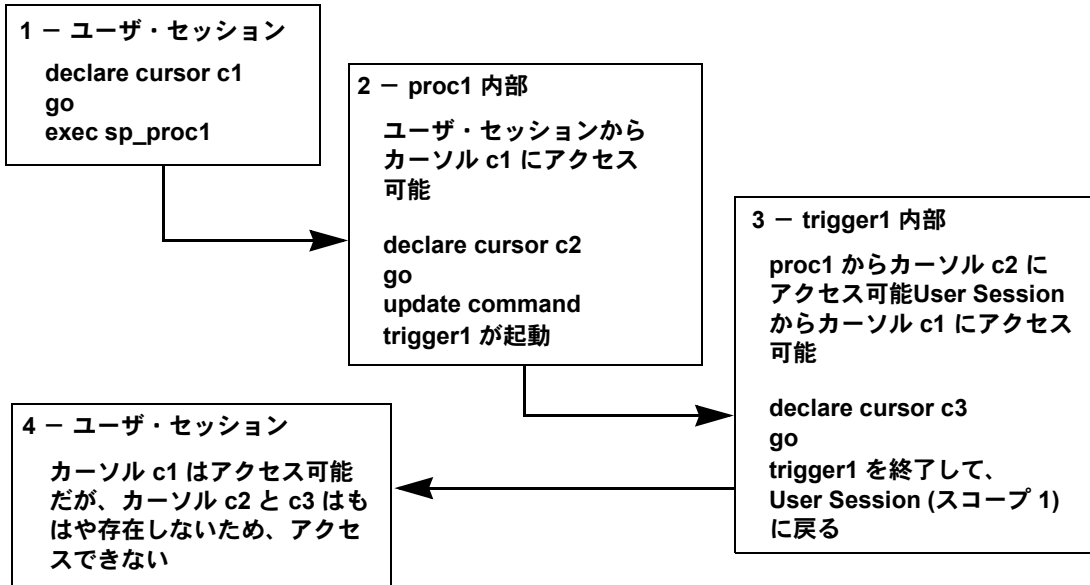 1 － ユーザ・セッション
declare cursor c1
go
exec sp_proc1
2 － proc1 内部
ユーザ・セッションから
カーソル c1 にアクセス
可能
declare cursor c2
go
update command
trigger1 が起動
3 － trigger1 内部
proc1 からカーソル c2 に
アクセス可能User Session
からカーソル c1 にアクセス
可能
declare cursor c3
go
trigger1 を終了して、
User Session (スコープ 1)
に戻る
4 － ユーザ・セッション
カーソル c1 はアクセス可能
だが、カーソル c2 と c3 はも
はや存在しないため、アクセ
スできない